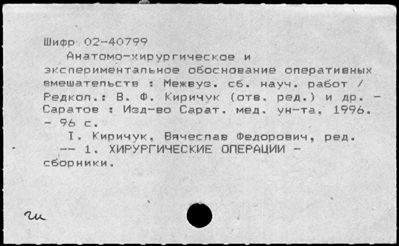 Шифр 02-40799
Анатомо-хирургическое и
экспериментальное обоснование оперативных
вмешательств : Межвуз. сб. науч. работ /
Редкол.: В. Ф. Киричук (отв. ред.) и др. -
Саратов : Изд-во Сарат. мед. ун-та, 1996.
- 96 с.
I. Киричук, Вячеслав Федорович, ред.
-- 1. ХИРУРГИЧЕСКИЕ ОПЕРАЦИИ -
сборники.
чи